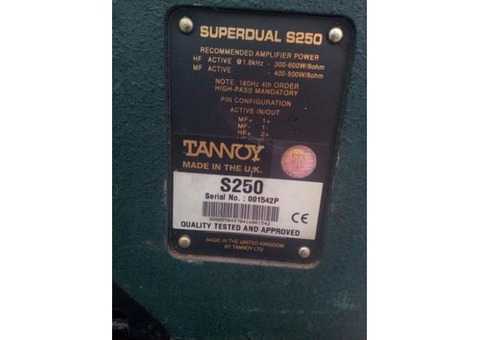 SUPERDUAL S250
RECOMMENDED AMPLIFIER POWER
HF ACTIVE @1.8kHz - 300-600W/8ohm
MF ACTIVE - 400-800W/8ohm
NOTE: 180Hz 4th ORDER
HIGH-PASS MANDATORY
PIN CONFIGURATION
ACTIVE IN/OUT
MF+ 1+
MF- 1-
HF+ 2+
TANNOY
MADE IN THE U.K.
S250
Serial No. : 001542P
QUALITY TESTED AND APPROVED
CE
MADE IN THE UNITED KINGDOM
BY TANNOY LTD